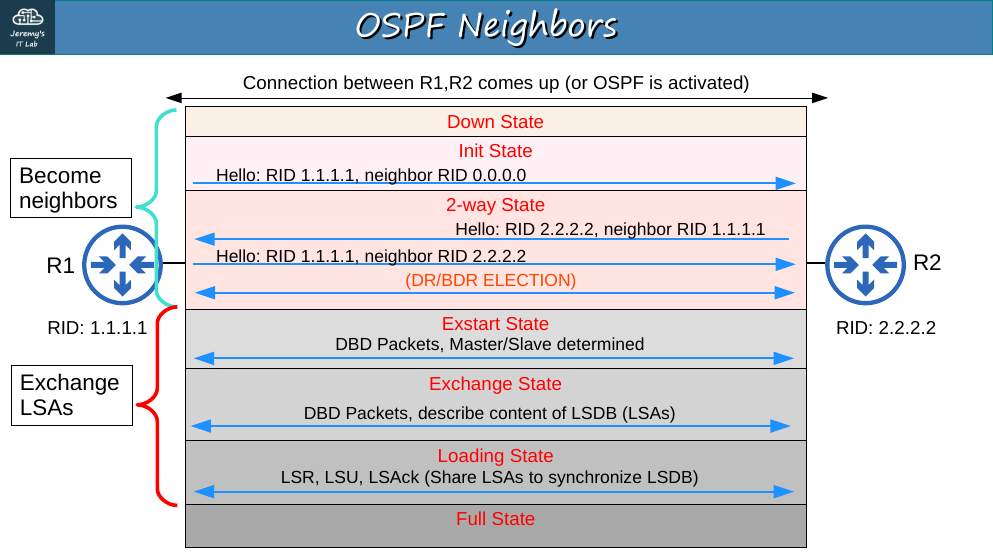 Jeremy's
IT Lab
OSPF Neighbors
Connection between R1,R2 comes up (or OSPF is activated)
Down State
Init State
Hello: RID 1.1.1.1, neighbor RID 0.0.0.0
Become
neighbors
2-way State
Hello: RID 2.2.2.2, neighbor RID 1.1.1.1
Hello: RID 1.1.1.1, neighbor RID 2.2.2.2
(DR/BDR ELECTION)
R1
R2
RID: 1.1.1.1
RID: 2.2.2.2
Exstart State
DBD Packets, Master/Slave determined
Exchange
LSAs
Exchange State
DBD Packets, describe content of LSDB (LSAs)
Loading State
LSR, LSU, LSAck (Share LSAs to synchronize LSDB)
Full State